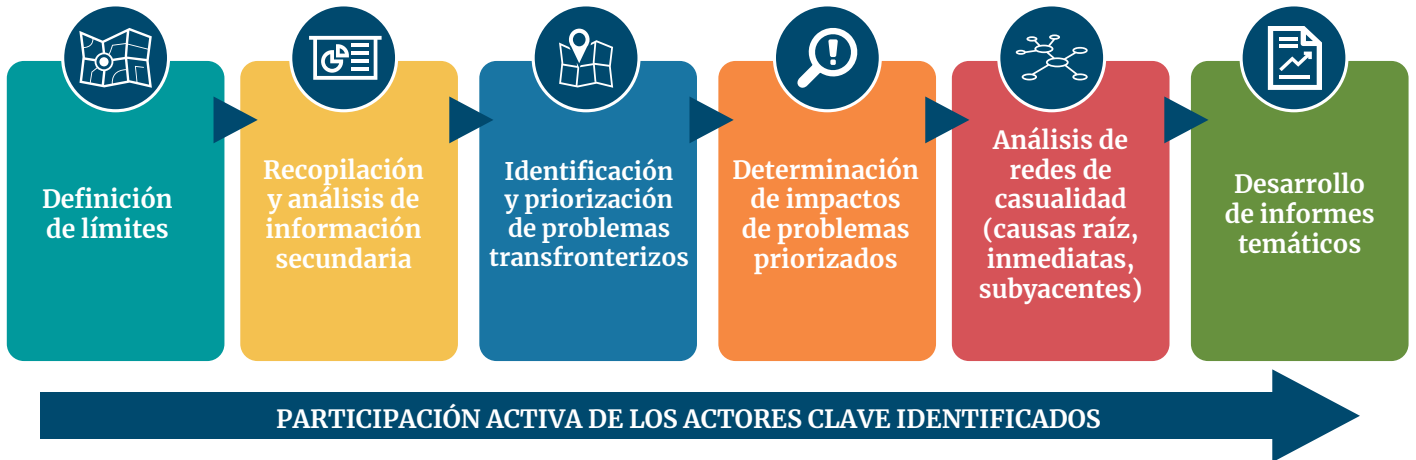 Definición
de límites
Recopilación
y análisis de
información
secundaria
Identificación
y priorización
de problemas
transfronterizos
Determinación
de impactos
de problemas
priorizados
Análisis de
redes de
casualidad
(causas raíz,
inmediatas,
subyacentes)
Desarrollo
de informes
temáticos
PARTICIPACIÓN ACTIVA DE LOS ACTORES CLAVE IDENTIFICADOS